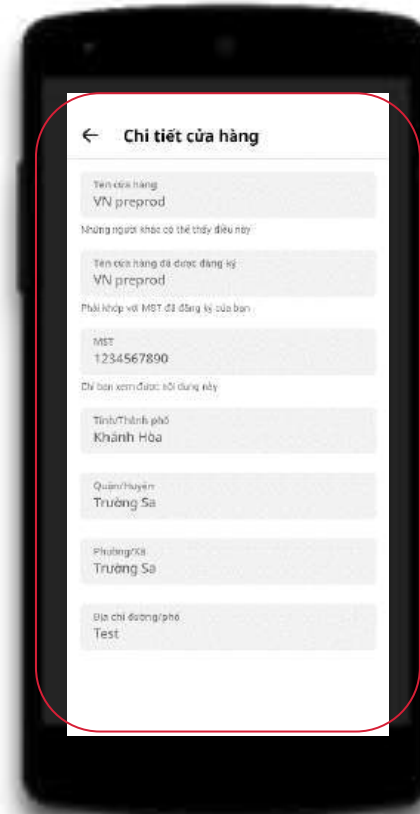 Chi tiết cửa hàng
Tên cửa hàng
VN preprod
Những người khác có thể thấy điều này
Tên cửa hàng đã được đăng ký
VN preprod
Phải khớp với MST đã đăng ký của bạn
MST
1234567890
Chỉ bạn xem được nội dung này
Tỉnh/Thành phố
Khánh Hòa
Quận/Huyện
Trường Sa
Phường/Xã
Trường Sa
Địa chỉ đường/phố
Test